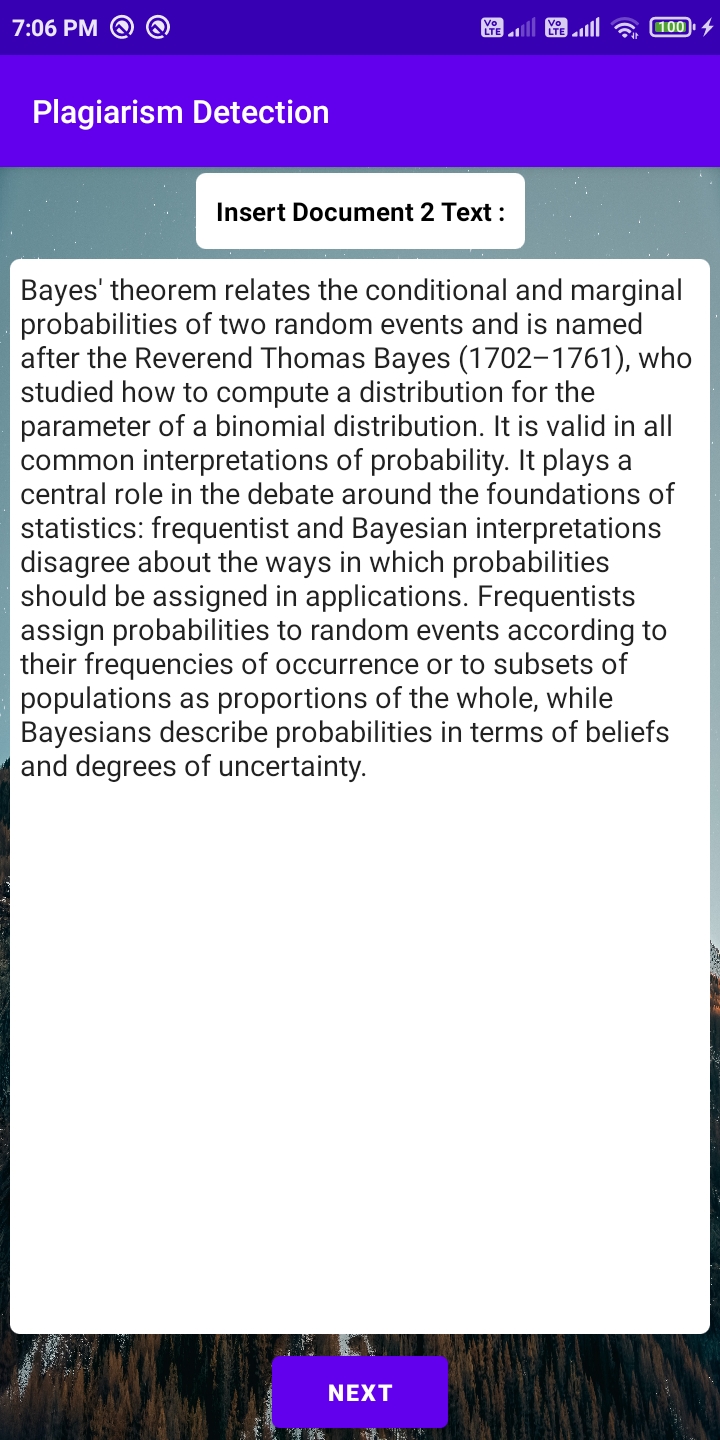 7:06 PM
Vo LTE
Vo LTE
100
Plagiarism Detection
Insert Document 2 Text :
Bayes' theorem relates the conditional and marginal
probabilities of two random events and is named
after the Reverend Thomas Bayes (1702–1761), who
studied how to compute a distribution for the
parameter of a binomial distribution. It is valid in all
common interpretations of probability. It plays a
central role in the debate around the foundations of
statistics: frequentist and Bayesian interpretations
disagree about the ways in which probabilities
should be assigned in applications. Frequentists
assign probabilities to random events according to
their frequencies of occurrence or to subsets of
populations as proportions of the whole, while
Bayesians describe probabilities in terms of beliefs
and degrees of uncertainty.
NEXT